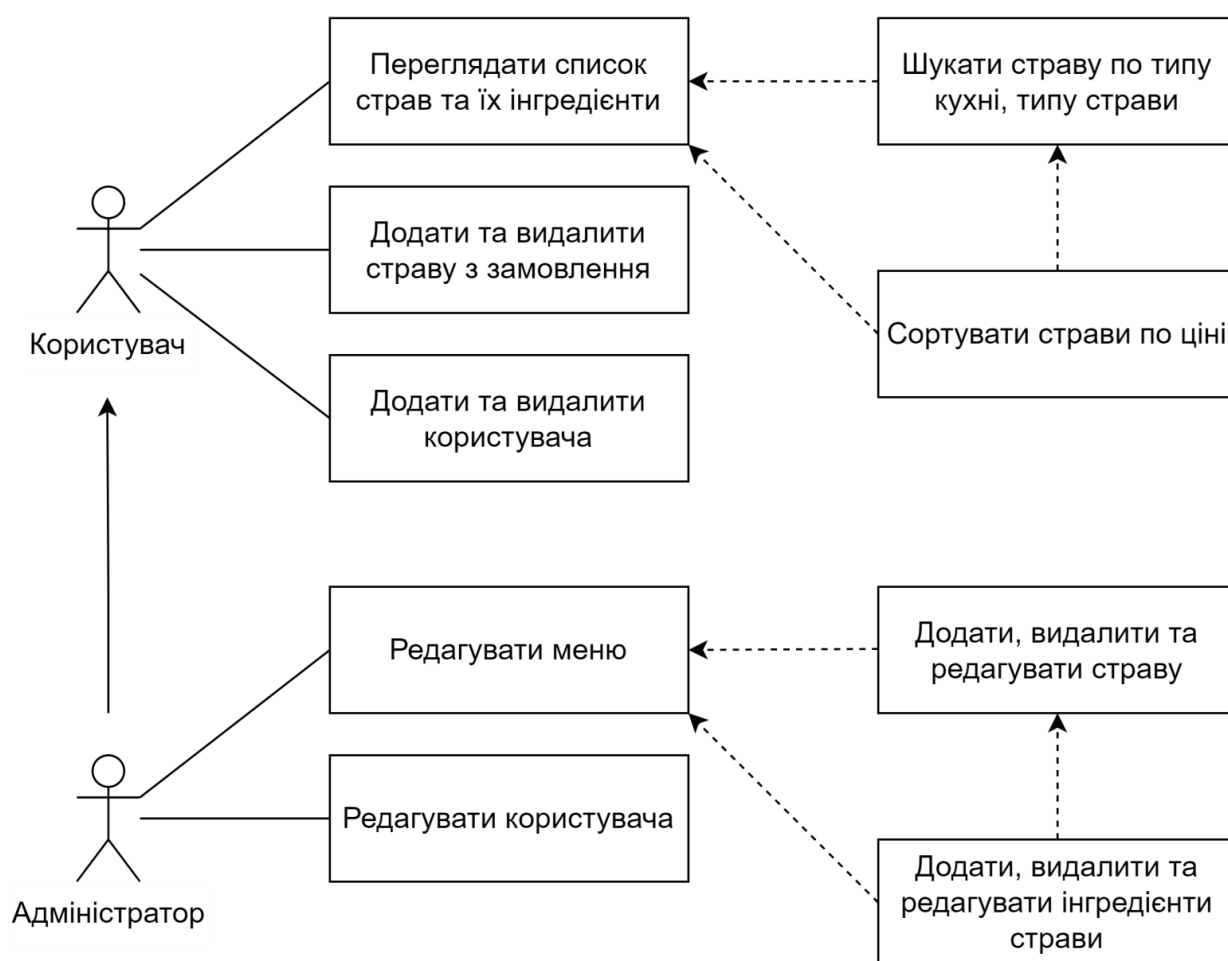 Переглядати список
страв та їх інгредієнти
Шукати страву по типу
кухні, типу страви
Додати та видалити
страву з замовлення
Сортувати страви по ціні
Користувач
Додати та видалити
користувача
Редагувати меню
Додати, видалити та
редагувати страву
Редагувати користувача
Адміністратор
Додати, видалити та
редагувати інгредієнти
страви